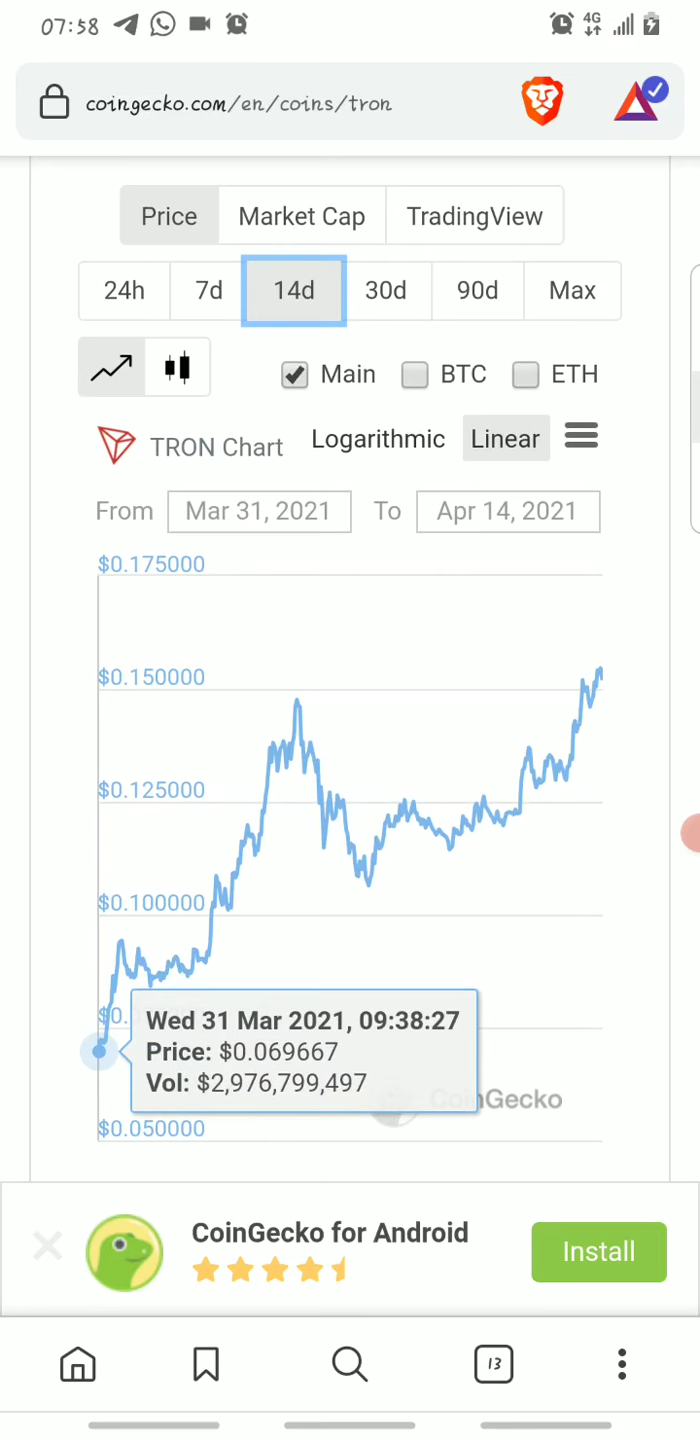 07:58
4G
coingecko.com/en/coins/tron
Price Market Cap TradingView
24h 7d 14d 30d 90d Max
Main BTC ETH
TRON Chart Logarithmic Linear
From Mar 31, 2021 To Apr 14, 2021
$0.175000
$0.150000
$0.125000
$0.100000
$0.
Wed 31 Mar 2021, 09:38:27
Price: $0.069667
Vol: $2,976,799,497
CoinGecko
$0.050000
CoinGecko for Android
Install
13